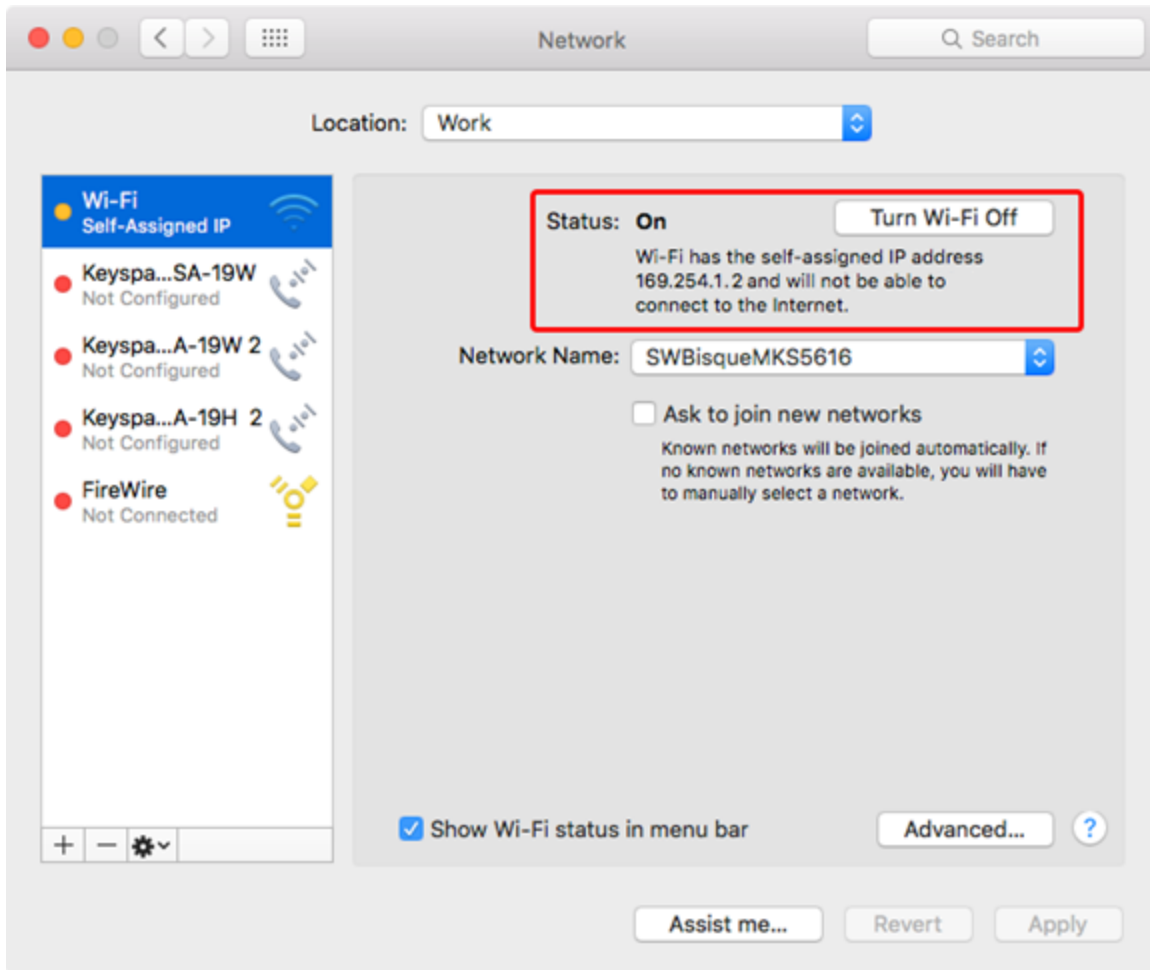 Network
Search
Location: Work
Wi-Fi
Self-Assigned IP
Keyspa...SA-19W
Not Configured
Keyspa...A-19W 2
Not Configured
Keyspa...A-19H 2
Not Configured
FireWire
Not Connected
Status: On
Turn Wi-Fi Off
Wi-Fi has the self-assigned IP address
169.254.1.2 and will not be able to
connect to the Internet.
Network Name: SWBisqueMKS5616
Ask to join new networks
Known networks will be joined automatically. If
no known networks are available, you will have
to manually select a network.
Show Wi-Fi status in menu bar
Advanced...
?
Assist me...
Revert
Apply